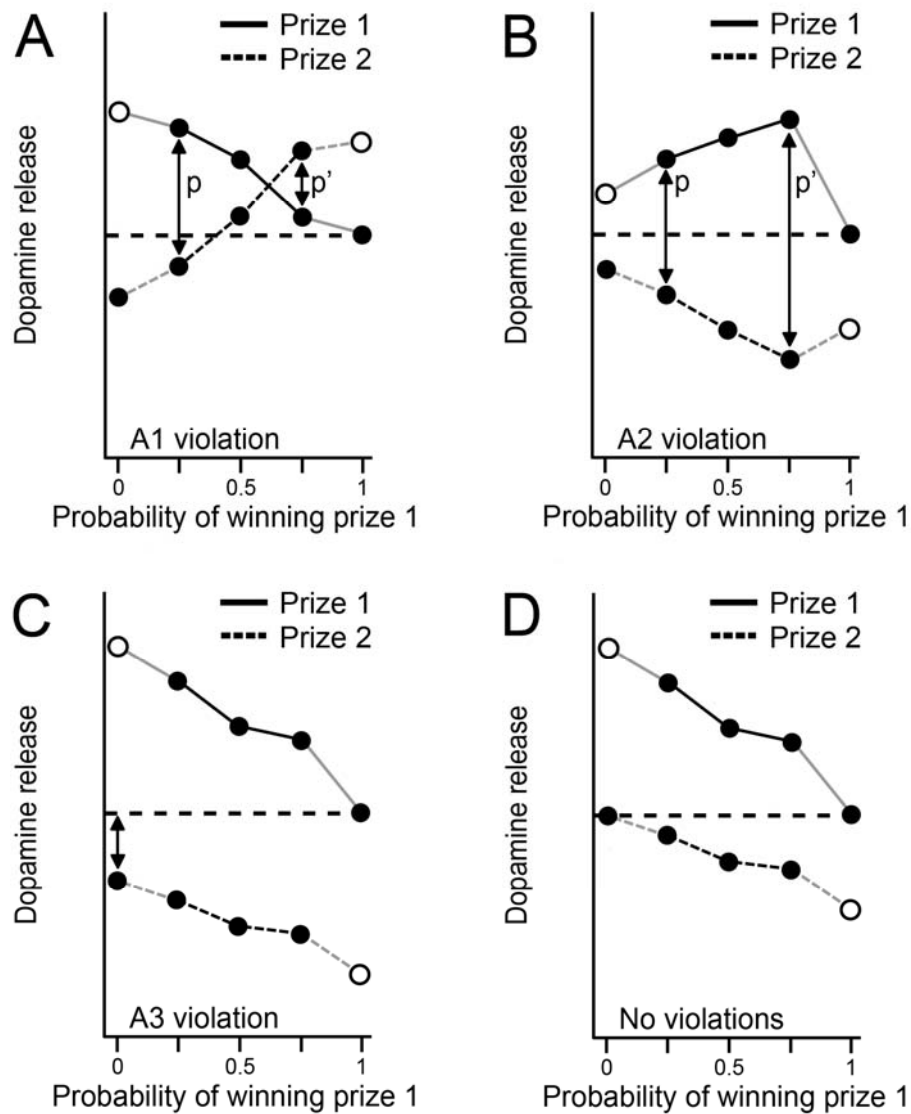 A
Prize 1
Prize 2
Dopamine release
p
p'
A1 violation
0 0.5 1
Probability of winning prize 1
B
Prize 1
Prize 2
Dopamine release
p
p'
A2 violation
0 0.5 1
Probability of winning prize 1
C
Prize 1
Prize 2
Dopamine release
A3 violation
0 0.5 1
Probability of winning prize 1
D
Prize 1
Prize 2
Dopamine release
No violations
0 0.5 1
Probability of winning prize 1